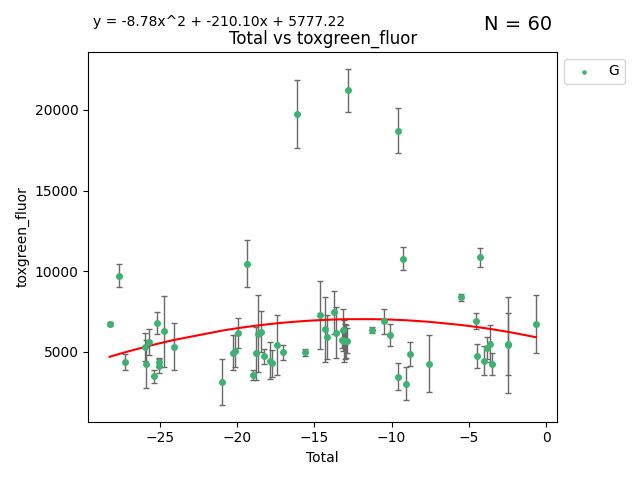 y = -8.78x^2 + -210.10x + 5777.22
N = 60
Total vs toxgreen_fluor
G
toxgreen_fluor
20000
15000
10000
5000
−25
−20
−15
−10
−5
0
Total